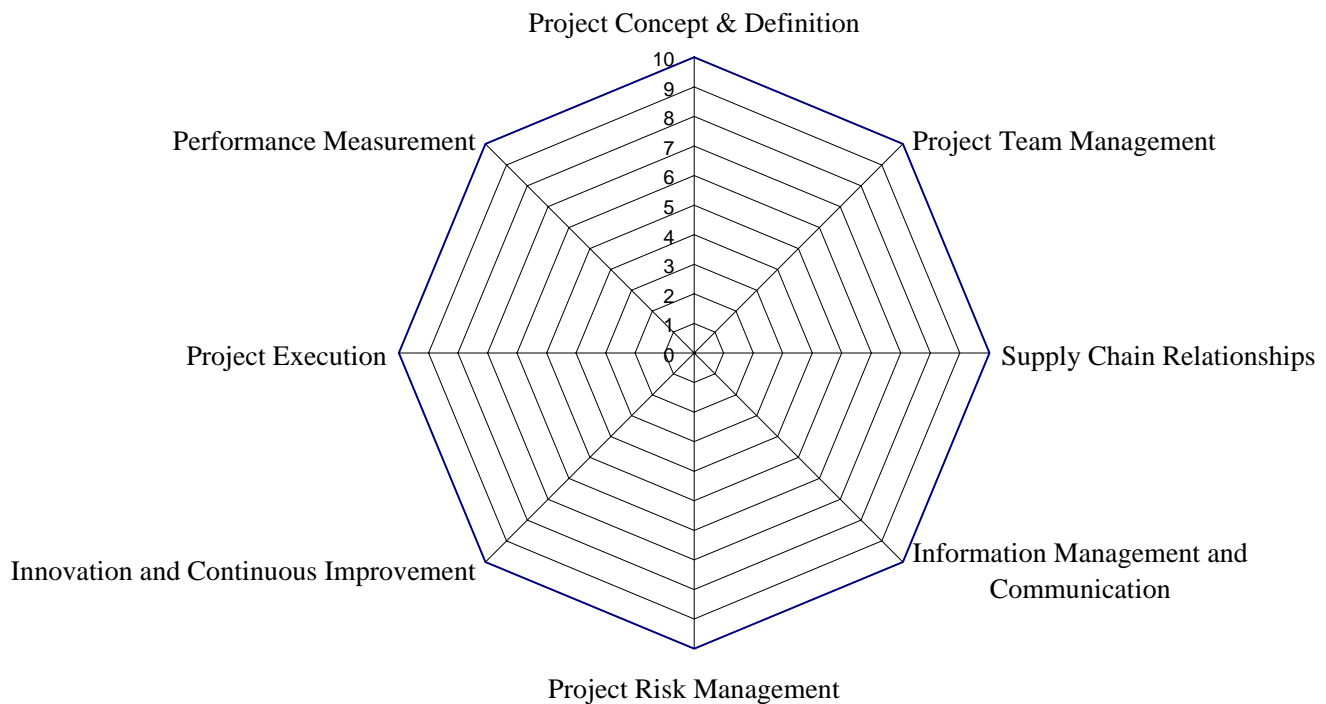 Project Concept & Definition
10
9
8
7
6
5
4
3
2
1
0
Performance Measurement
Project Team Management
Project Execution
Supply Chain Relationships
Innovation and Continuous Improvement
Information Management and
Communication
Project Risk Management